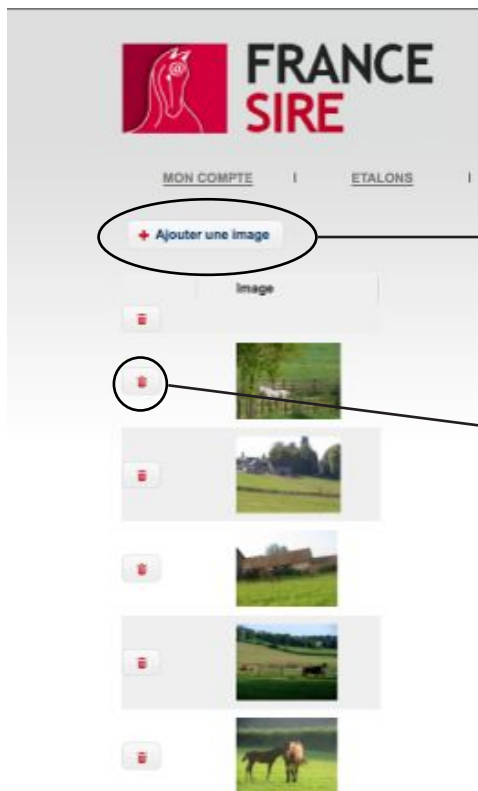 FRANCE
SIRE
MON COMPTE I ETALONS I
+ Ajouter une image
Image